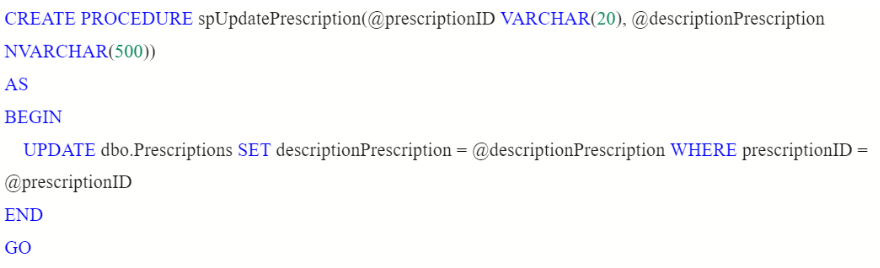 CREATE PROCEDURE spUpdatePrescription(@prescriptionID VARCHAR(20), @descriptionPrescription
NVARCHAR(500))
AS
BEGIN
UPDATE dbo.Prescriptions SET descriptionPrescription = @descriptionPrescription WHERE prescriptionID =
@prescriptionID
END
GO